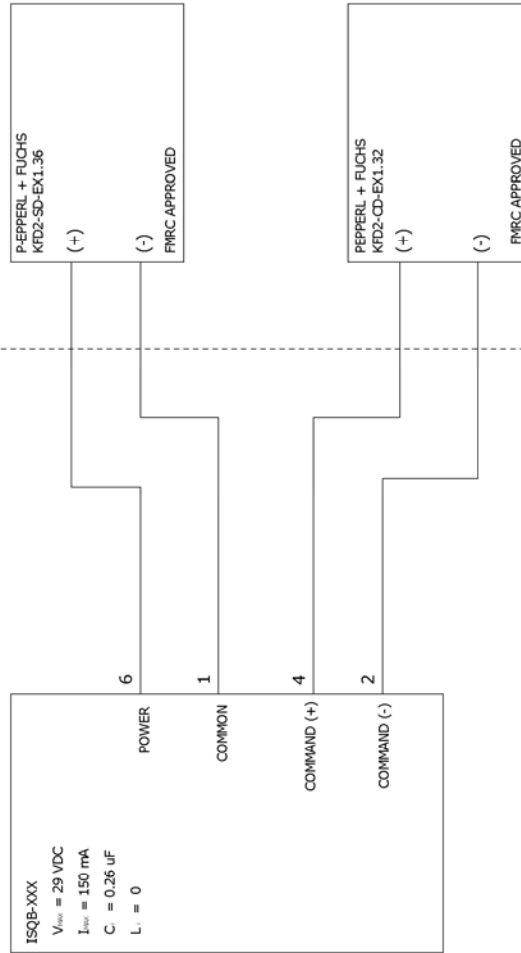 P-EPPERL + FUCHS
KFD2-SD-EX1.36
(+)
(-)
FMRC APPROVED
PEPPERL + FUCHS
KFD2-CD-EX1.32
(+)
(-)
FMRC APPROVED
ISQB-XXX
VMAX = 29 VDC
IMAX = 150 mA
Ci = 0.26 uF
Li = 0
6
POWER
1
COMMON
4
COMMAND (+)
2
COMMAND (-)